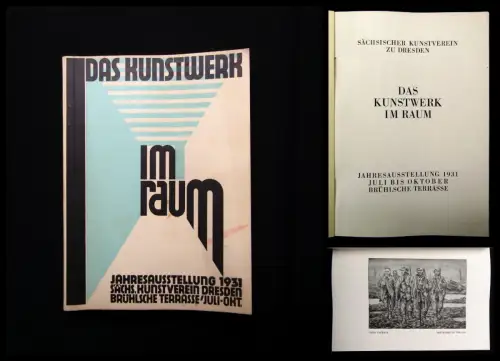 DAS KUNSTWERK
im
raum
JAHRESAUSSTELLUNG 1931
SÄCHS. KUNSTVEREIN DRESDEN
BRÜHLSCHE TERRASSE/JULI-OKT.
SÄCHSISCHER KUNSTVEREIN
ZU DRESDEN
DAS
KUNSTWERK
IM RAUM
JAHRESAUSSTELLUNG 1931
JULI BIS OKTOBER
BRÜHLSCHE TERRASSE